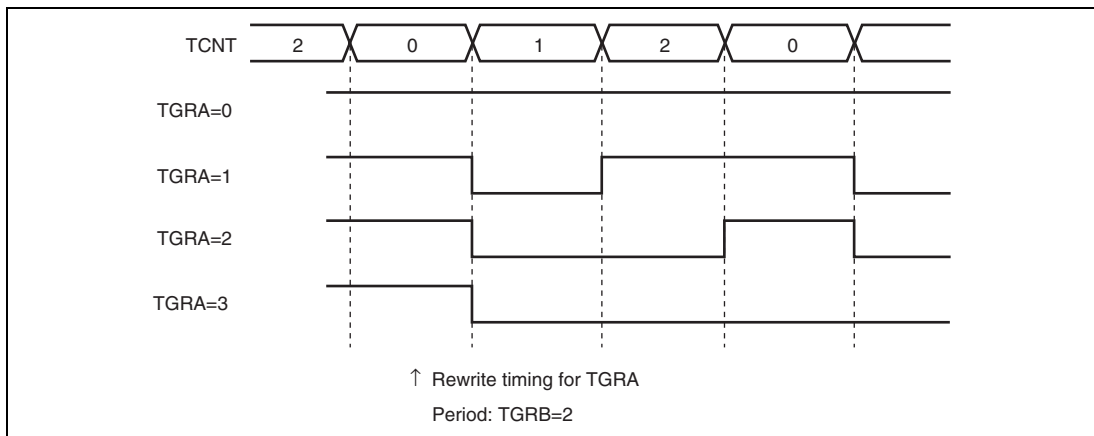 TCNT 2 0 1 2 0
TGRA=0
TGRA=1
TGRA=2
TGRA=3
↑ Rewrite timing for TGRA
Period: TGRB=2